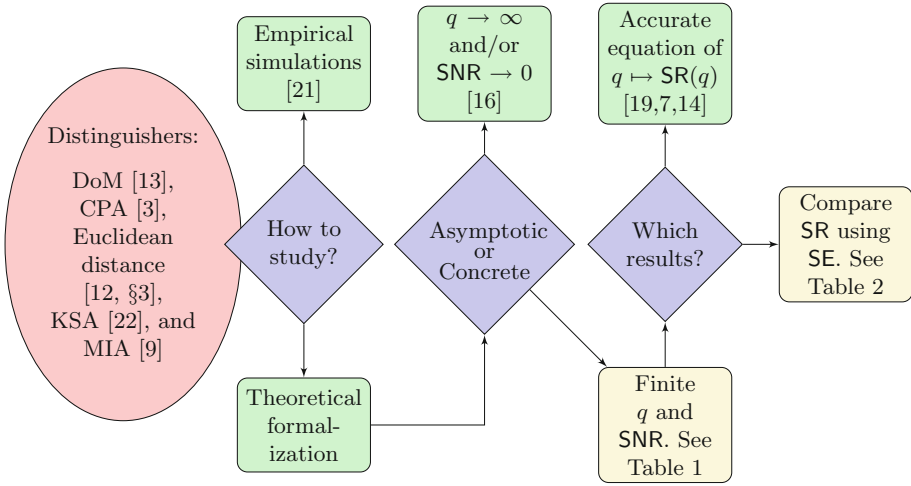 Distinguishers:
DoM [13],
CPA [3],
Euclidean
distance
[12, §3],
KSA [22], and
MIA [9]
Empirical
simulations
[21]
How to
study?
Theoretical
formal-
ization
q → ∞
and/or
SNR → 0
[16]
Asymptotic
or
Concrete
Finite
q and
SNR. See
Table 1
Accurate
equation of
q ↦ SR(q)
[19,7,14]
Which
results?
Compare
SR using
SE. See
Table 2